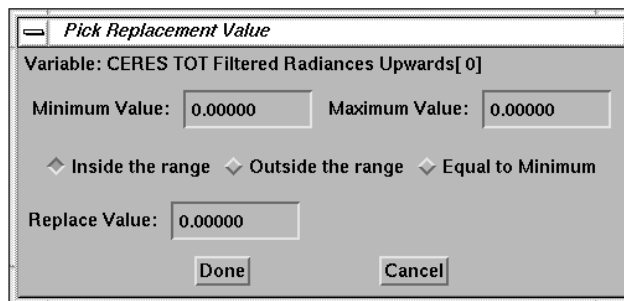 Pick Replacement Value
Variable: CERES TOT Filtered Radiances Upwards[ 0]
Minimum Value: 0.00000 Maximum Value: 0.00000
Inside the range Outside the range Equal to Minimum
Replace Value: 0.00000
Done Cancel